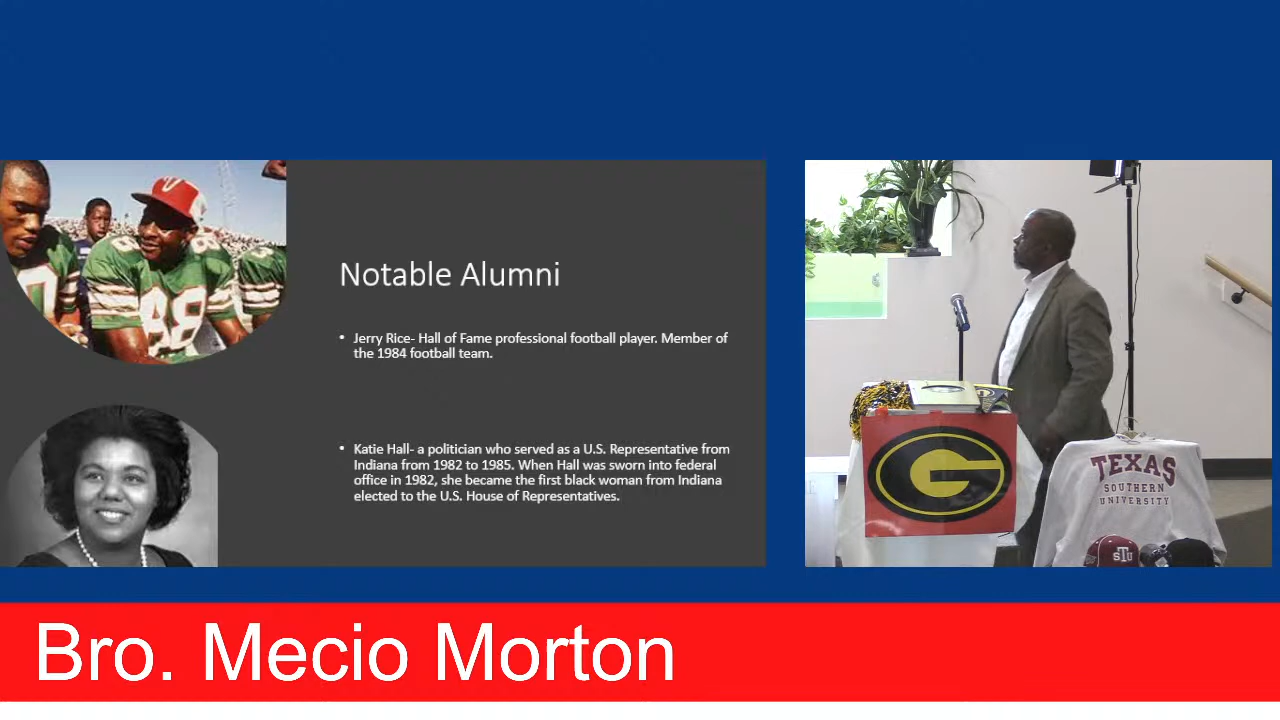 Notable Alumni
• Jerry Rice- Hall of Fame professional football player. Member of
the 1984 football team.
• Katie Hall- a politician who served as a U.S. Representative from
Indiana from 1982 to 1985. When Hall was sworn into federal
office in 1982, she became the first black woman from Indiana
elected to the U.S. House of Representatives.
88
G
TEXAS
SOUTHERN
UNIVERSITY
TSU
Bro. Mecio Morton